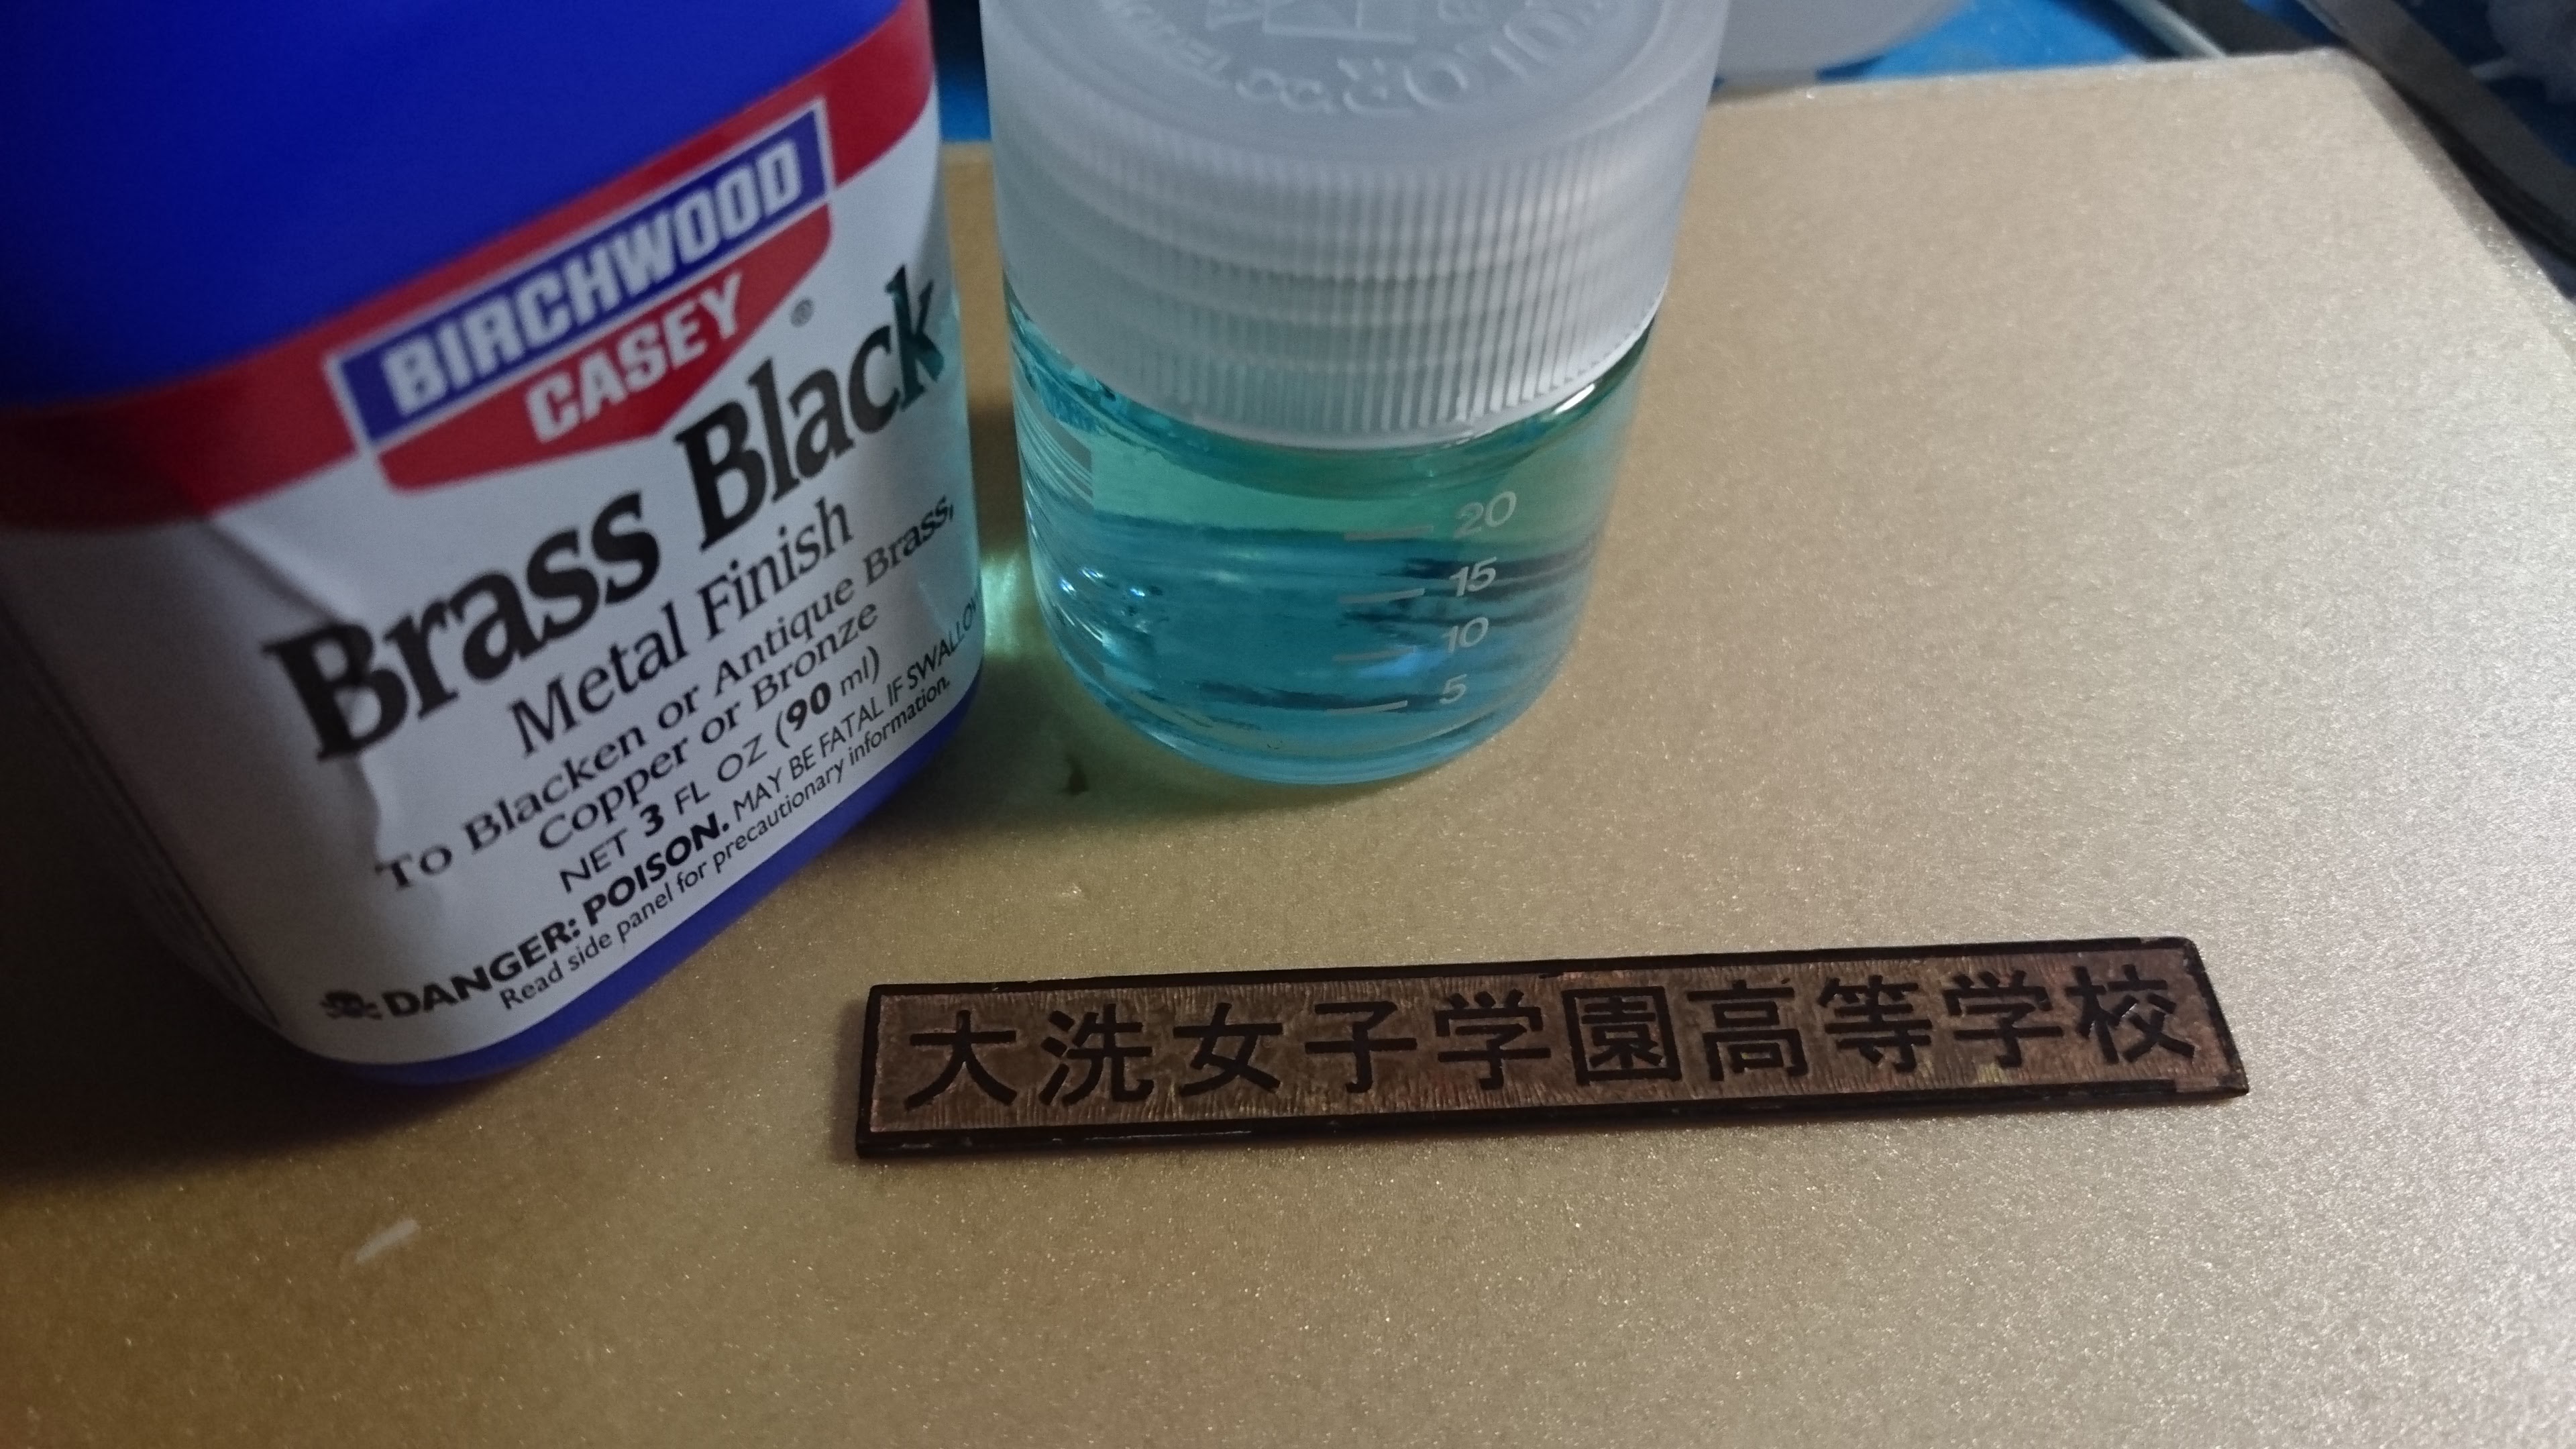 BIRCHWOOD
CASEY ®
Brass Black
Metal Finish
To Blacken or Antique Brass,
Copper or Bronze
NET 3 FL OZ (90 ml)
DANGER: POISON. MAY BE FATAL IF SWALLOW
Read side panel for precautionary information.
20
15
10
5
大洗女子学園高等学校